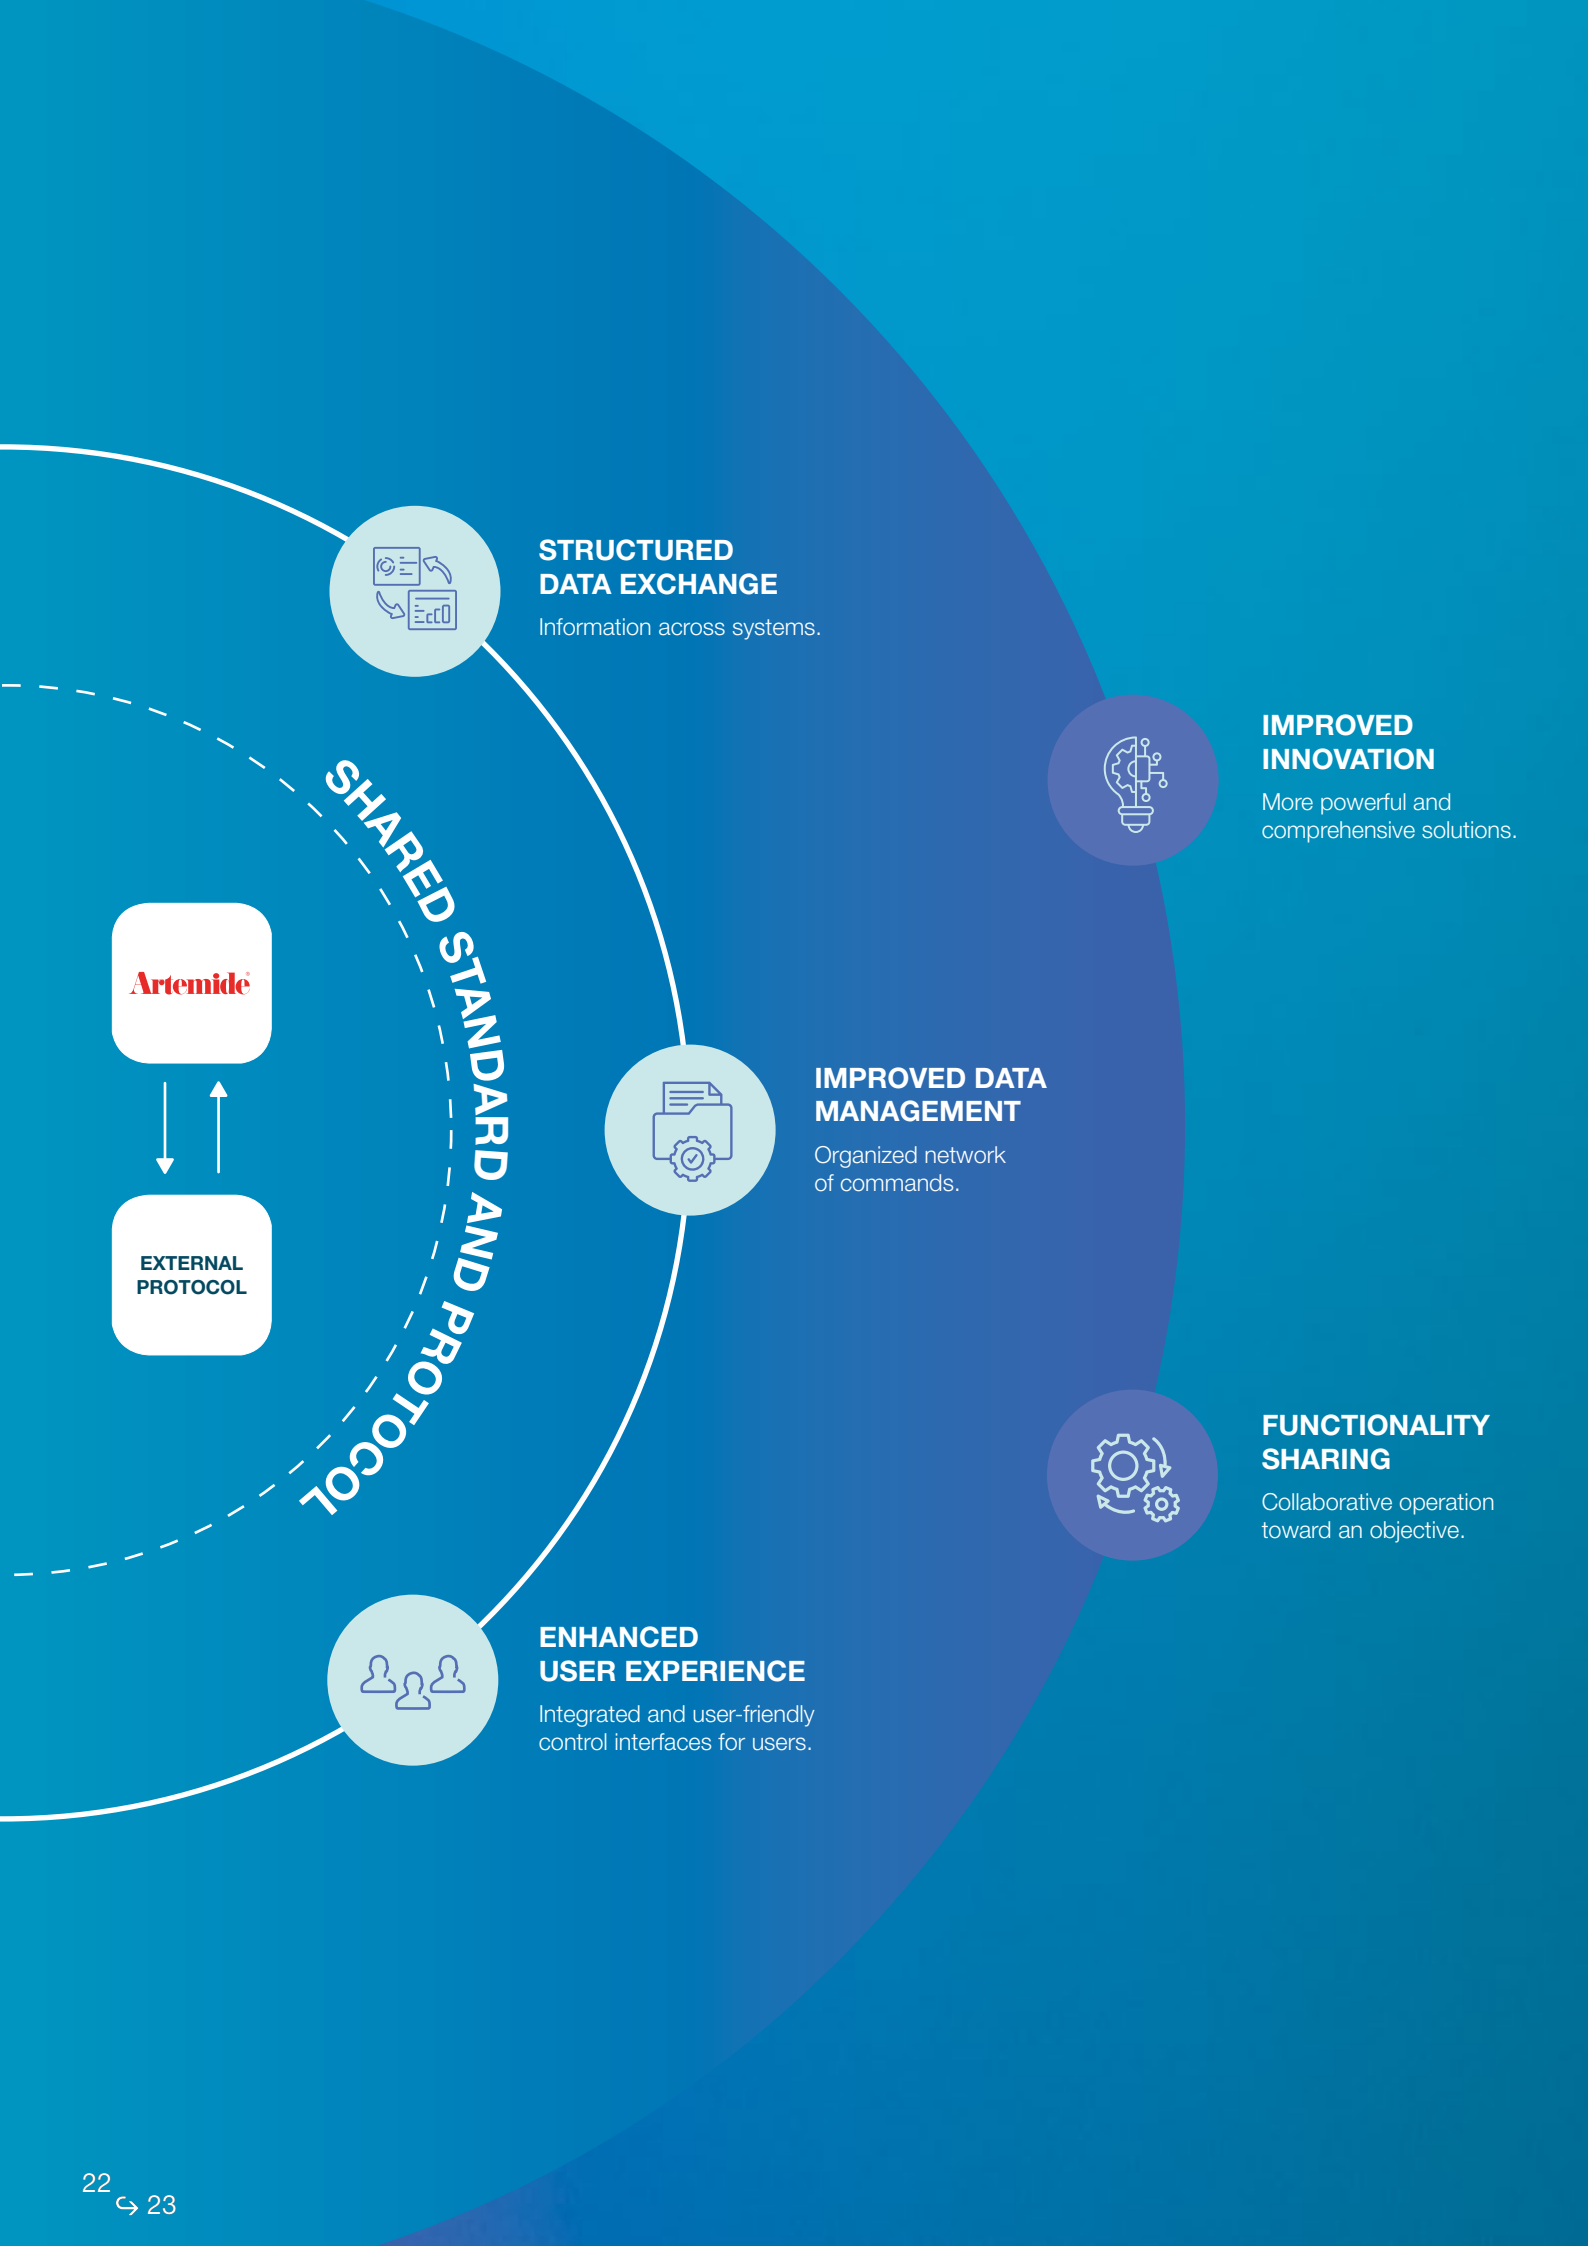 STRUCTURED
DATA EXCHANGE
Information across systems.
IMPROVED
INNOVATION
More powerful and
comprehensive solutions.
SHARED STANDARD AND PROTOCOL
Artemide®
EXTERNAL
PROTOCOL
IMPROVED DATA
MANAGEMENT
Organized network
of commands.
FUNCTIONALITY
SHARING
Collaborative operation
toward an objective.
ENHANCED
USER EXPERIENCE
Integrated and user-friendly
control interfaces for users.
22
23